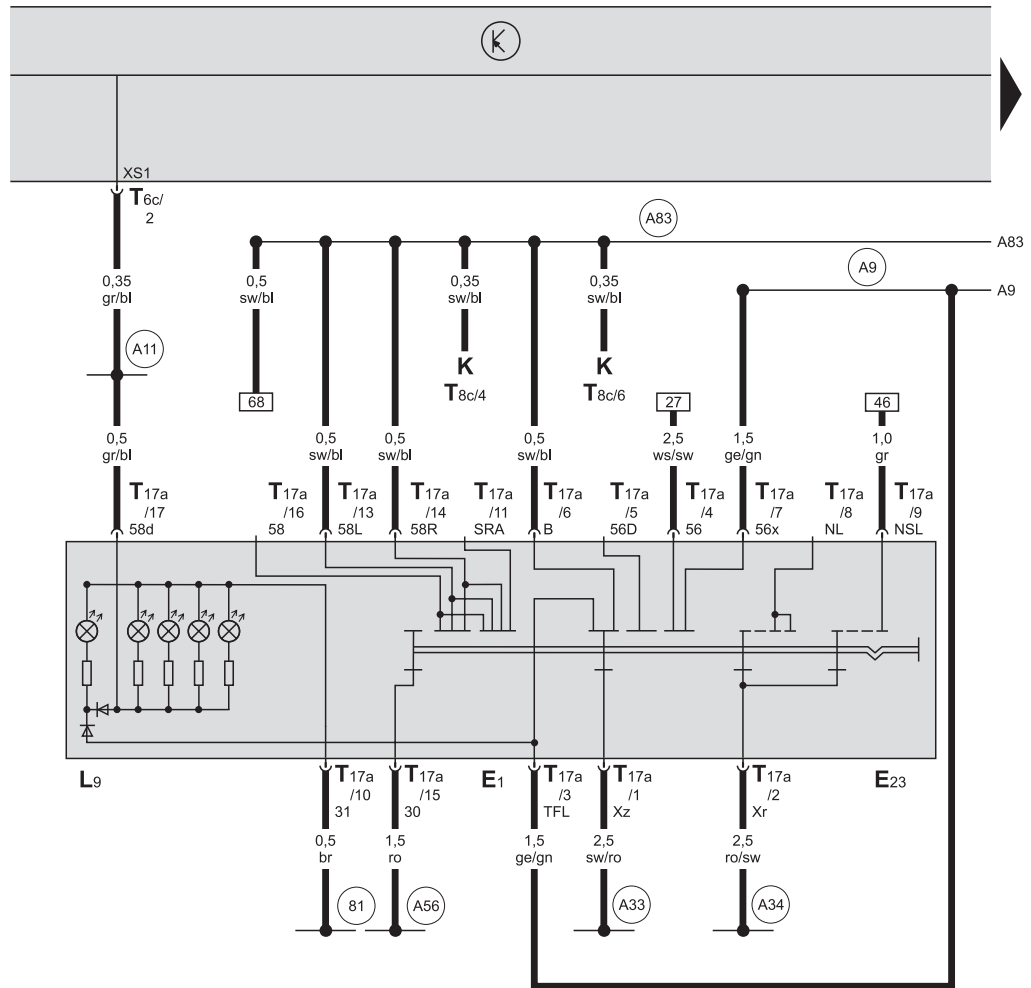 XS1
T6c/
2
A83
A83
A9
A9
0,35
gr/bl
0,5
sw/bl
0,35
sw/bl
0,35
sw/bl
A11
K
T8c/4
K
T8c/6
68
27
46
0,5
gr/bl
0,5
sw/bl
0,5
sw/bl
0,5
sw/bl
2,5
ws/sw
1,5
ge/gn
1,0
gr
T17a
/17
58d
T17a
/16
58
T17a
/13
58L
T17a
/14
58R
T17a
/11
SRA
T17a
/6
B
T17a
/5
56D
T17a
/4
56
T17a
/7
56x
T17a
/8
NL
T17a
/9
NSL
L9
E1
E23
T17a
/10
31
T17a
/15
30
T17a
/3
TFL
T17a
/1
Xz
T17a
/2
Xr
0,5
br
1,5
ro
1,5
ge/gn
2,5
sw/ro
2,5
ro/sw
81
A56
A33
A34